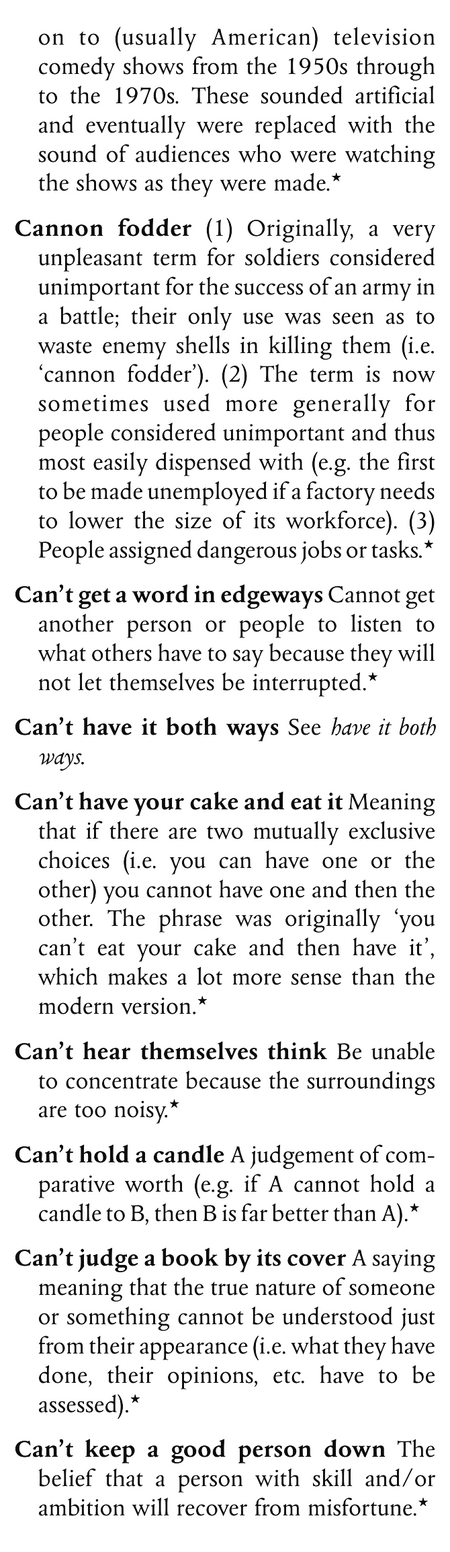 on to (usually American) television
comedy shows from the 1950s through
to the 1970s. These sounded artificial
and eventually were replaced with the
sound of audiences who were watching
the shows as they were made.★
Cannon fodder (1) Originally, a very
unpleasant term for soldiers considered
unimportant for the success of an army in
a battle; their only use was seen as to
waste enemy shells in killing them (i.e.
‘cannon fodder’). (2) The term is now
sometimes used more generally for
people considered unimportant and thus
most easily dispensed with (e.g. the first
to be made unemployed if a factory needs
to lower the size of its workforce). (3)
People assigned dangerous jobs or tasks.★
Can’t get a word in edgeways Cannot get
another person or people to listen to
what others have to say because they will
not let themselves be interrupted.★
Can’t have it both ways See have it both
ways.
Can’t have your cake and eat it Meaning
that if there are two mutually exclusive
choices (i.e. you can have one or the
other) you cannot have one and then the
other. The phrase was originally ‘you
can’t eat your cake and then have it’,
which makes a lot more sense than the
modern version.★
Can’t hear themselves think Be unable
to concentrate because the surroundings
are too noisy.★
Can’t hold a candle A judgement of com-
parative worth (e.g. if A cannot hold a
candle to B, then B is far better than A).★
Can’t judge a book by its cover A saying
meaning that the true nature of someone
or something cannot be understood just
from their appearance (i.e. what they have
done, their opinions, etc. have to be
assessed).★
Can’t keep a good person down The
belief that a person with skill and/or
ambition will recover from misfortune.★